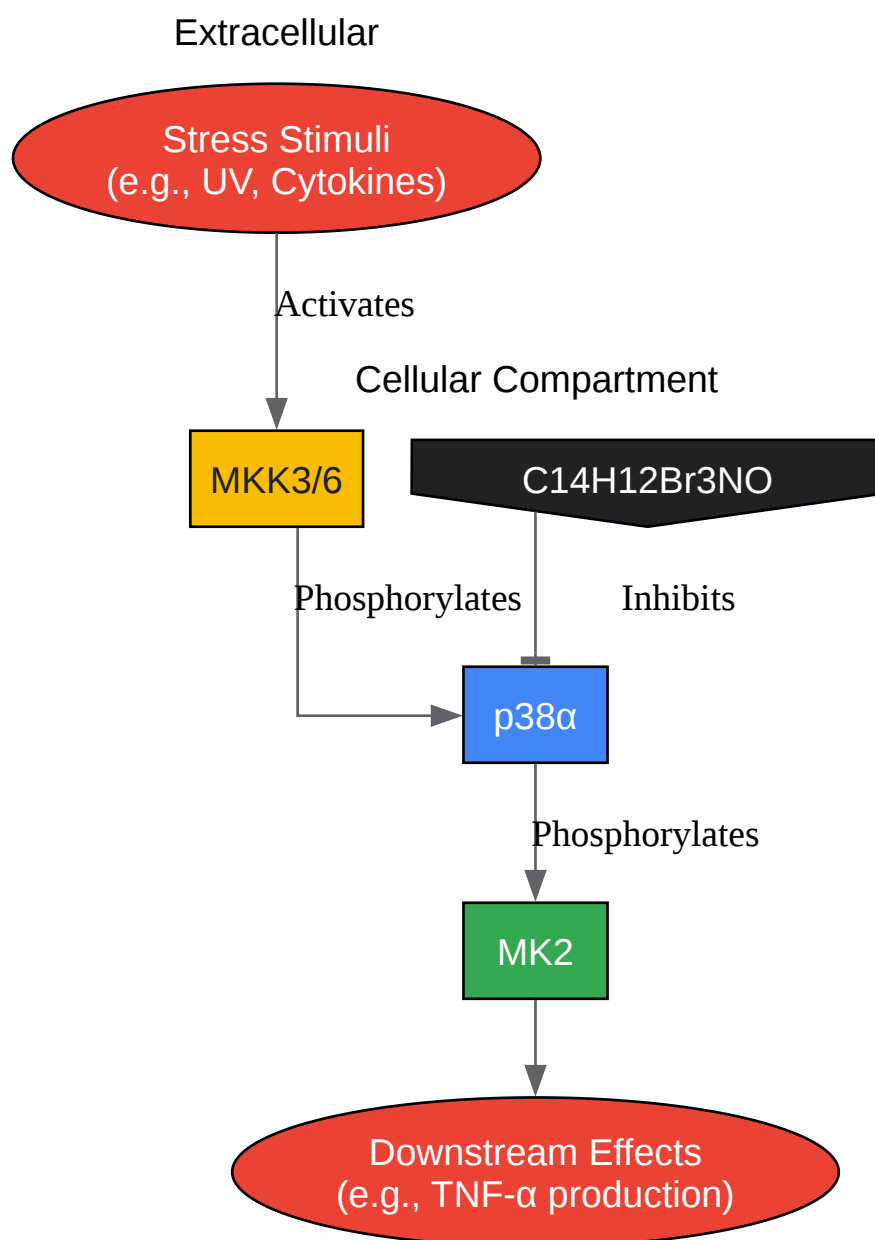 Extracellular
Stress Stimuli
(e.g., UV, Cytokines)
Activates
Cellular Compartment
MKK3/6
C14H12Br3NO
Phosphorylates
Inhibits
p38α
Phosphorylates
MK2
Downstream Effects
(e.g., TNF-α production)